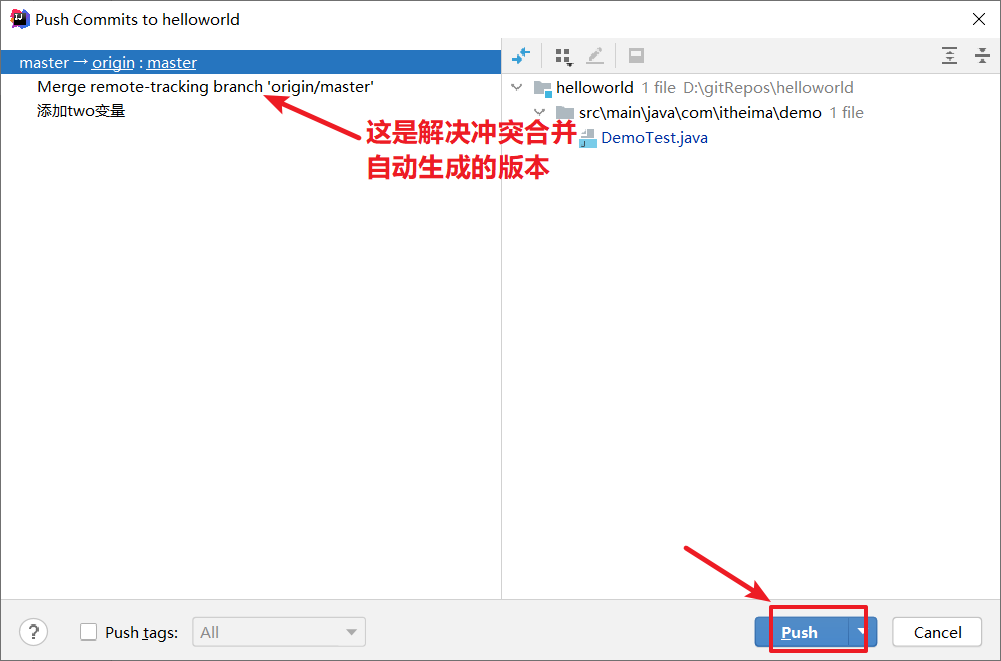 Push Commits to helloworld
master → origin : master
Merge remote-tracking branch 'origin/master'
添加two变量
这是解决冲突合并
自动生成的版本
helloworld 1 file D:\gitRepos\helloworld
src\main\java\com\itheima\demo 1 file
DemoTest.java
? Push tags: All
Push
Cancel